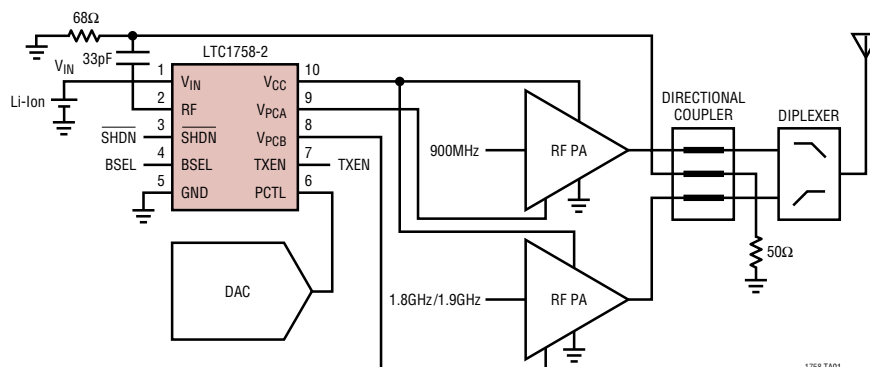 68Ω
33pF
LTC1758-2
VIN
Li-Ion
1
VIN
10
VCC
2
RF
9
VPCA
3
SHDN
SHDN
8
VPCB
BSEL
4
BSEL
7
TXEN
TXEN
5
GND
6
PCTL
DAC
900MHz
RF PA
1.8GHz/1.9GHz
RF PA
DIRECTIONAL
COUPLER
DIPLEXER
50Ω
1758 TA01